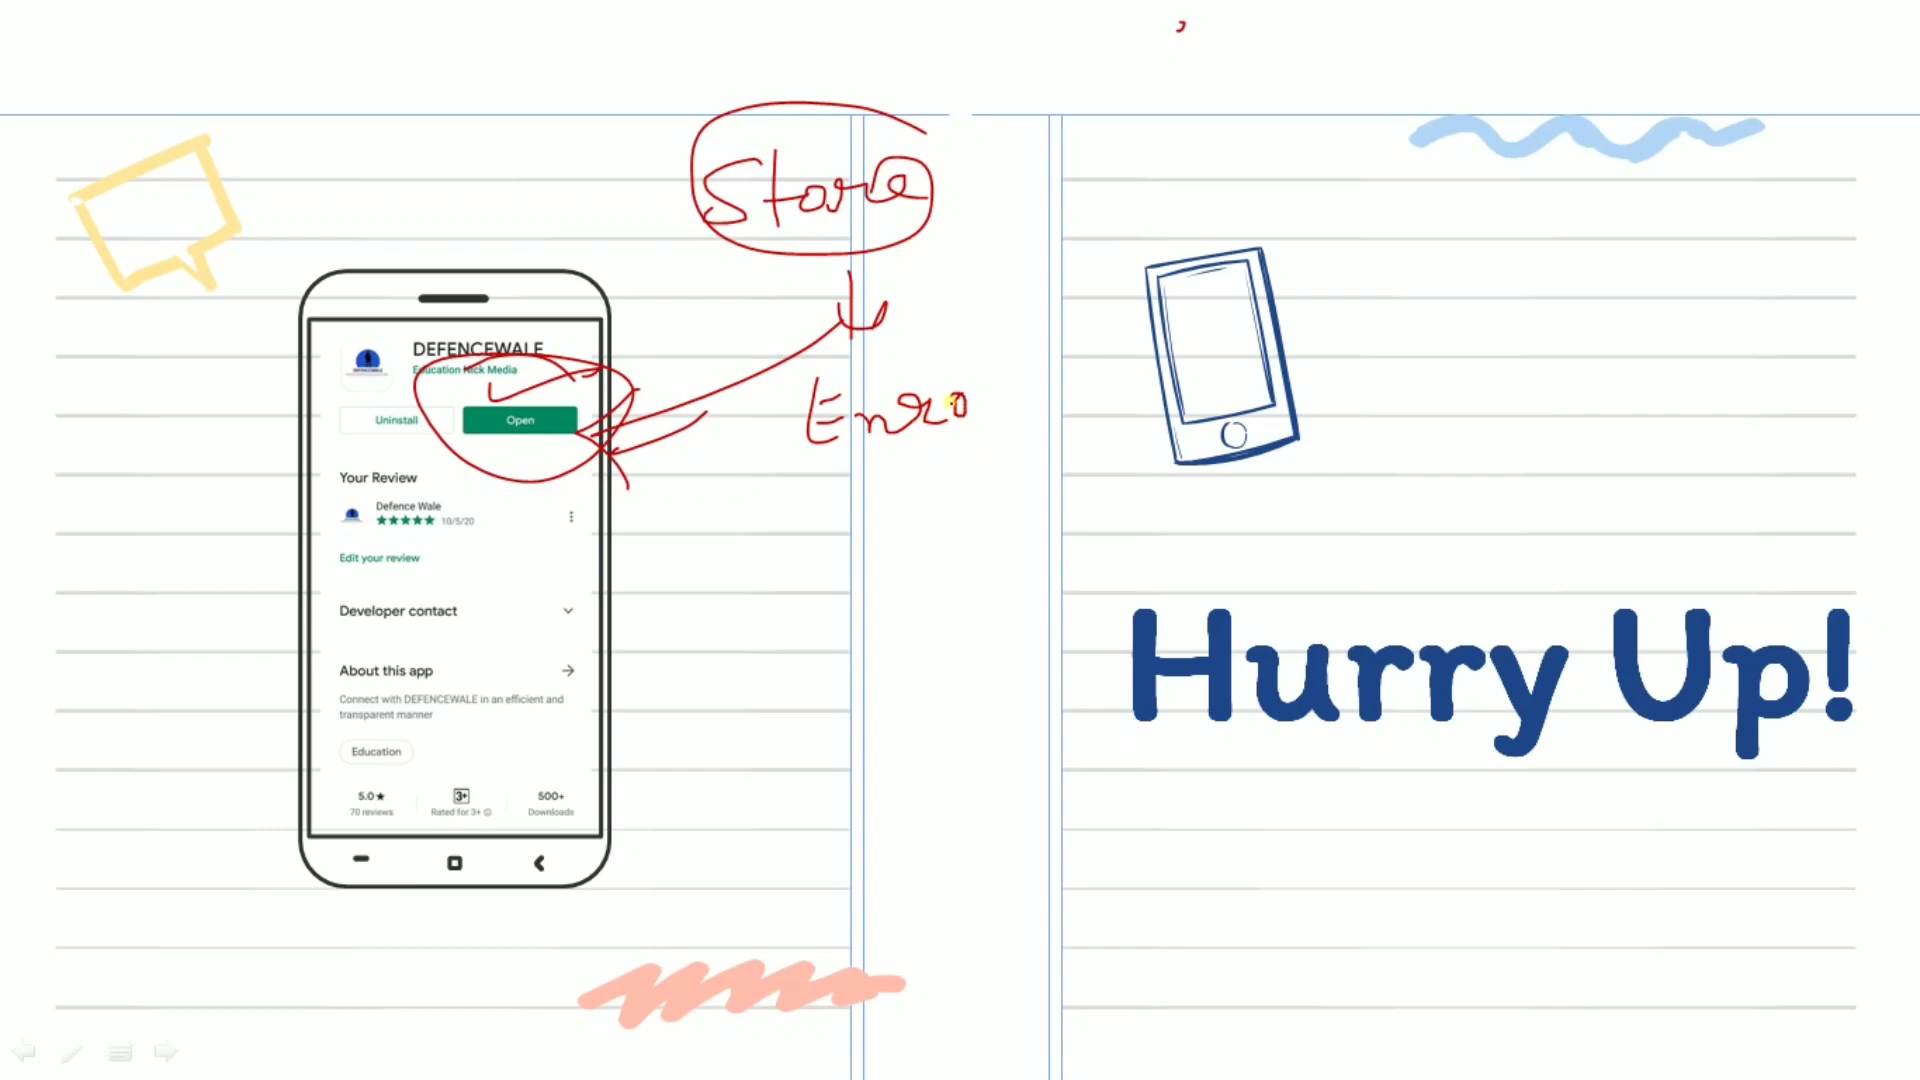 Store
Enro
DEFENCEWALE
Education Nick Media
Uninstall
Open
Your Review
Defence Wale
★★★★★ 10/5/20
Edit your review
Developer contact
About this app
Connect with DEFENCEWALE in an efficient and
transparent manner
Education
5.0★ 3+ 500+
70 reviews Rated for 3+ Downloads
Hurry Up!